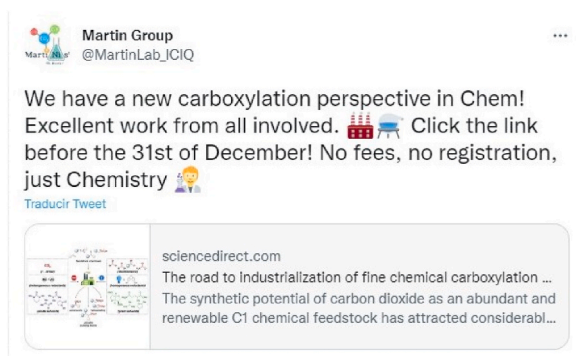 Martin Group
@MartinLab_ICIQ
We have a new carboxylation perspective in Chem!
Excellent work from all involved. 🏭⚗️ Click the link
before the 31st of December! No fees, no registration,
just Chemistry 👨‍🔬
Traducir Tweet
sciencedirect.com
The road to industrialization of fine chemical carboxylation ...
The synthetic potential of carbon dioxide as an abundant and
renewable C1 chemical feedstock has attracted considerabl...